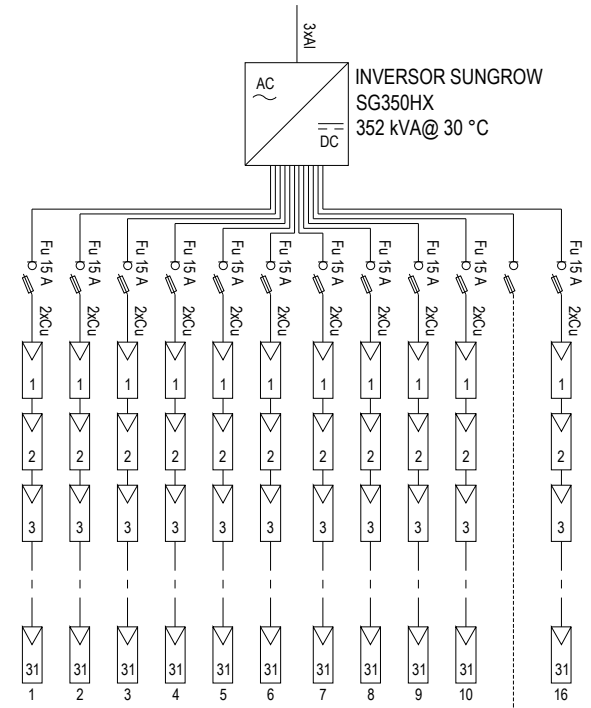 3xAl
AC
DC
INVERSOR SUNGROW
SG350HX
352 kVA@ 30 °C
Fu 15 A 2xCu
Fu 15 A 2xCu
Fu 15 A 2xCu
Fu 15 A 2xCu
Fu 15 A 2xCu
Fu 15 A 2xCu
Fu 15 A 2xCu
Fu 15 A 2xCu
Fu 15 A 2xCu
Fu 15 A 2xCu
Fu 15 A 2xCu
1 1 1 1 1 1 1 1 1 1 1
2 2 2 2 2 2 2 2 2 2 2
3 3 3 3 3 3 3 3 3 3 3
31 31 31 31 31 31 31 31 31 31 31
1 2 3 4 5 6 7 8 9 10 16